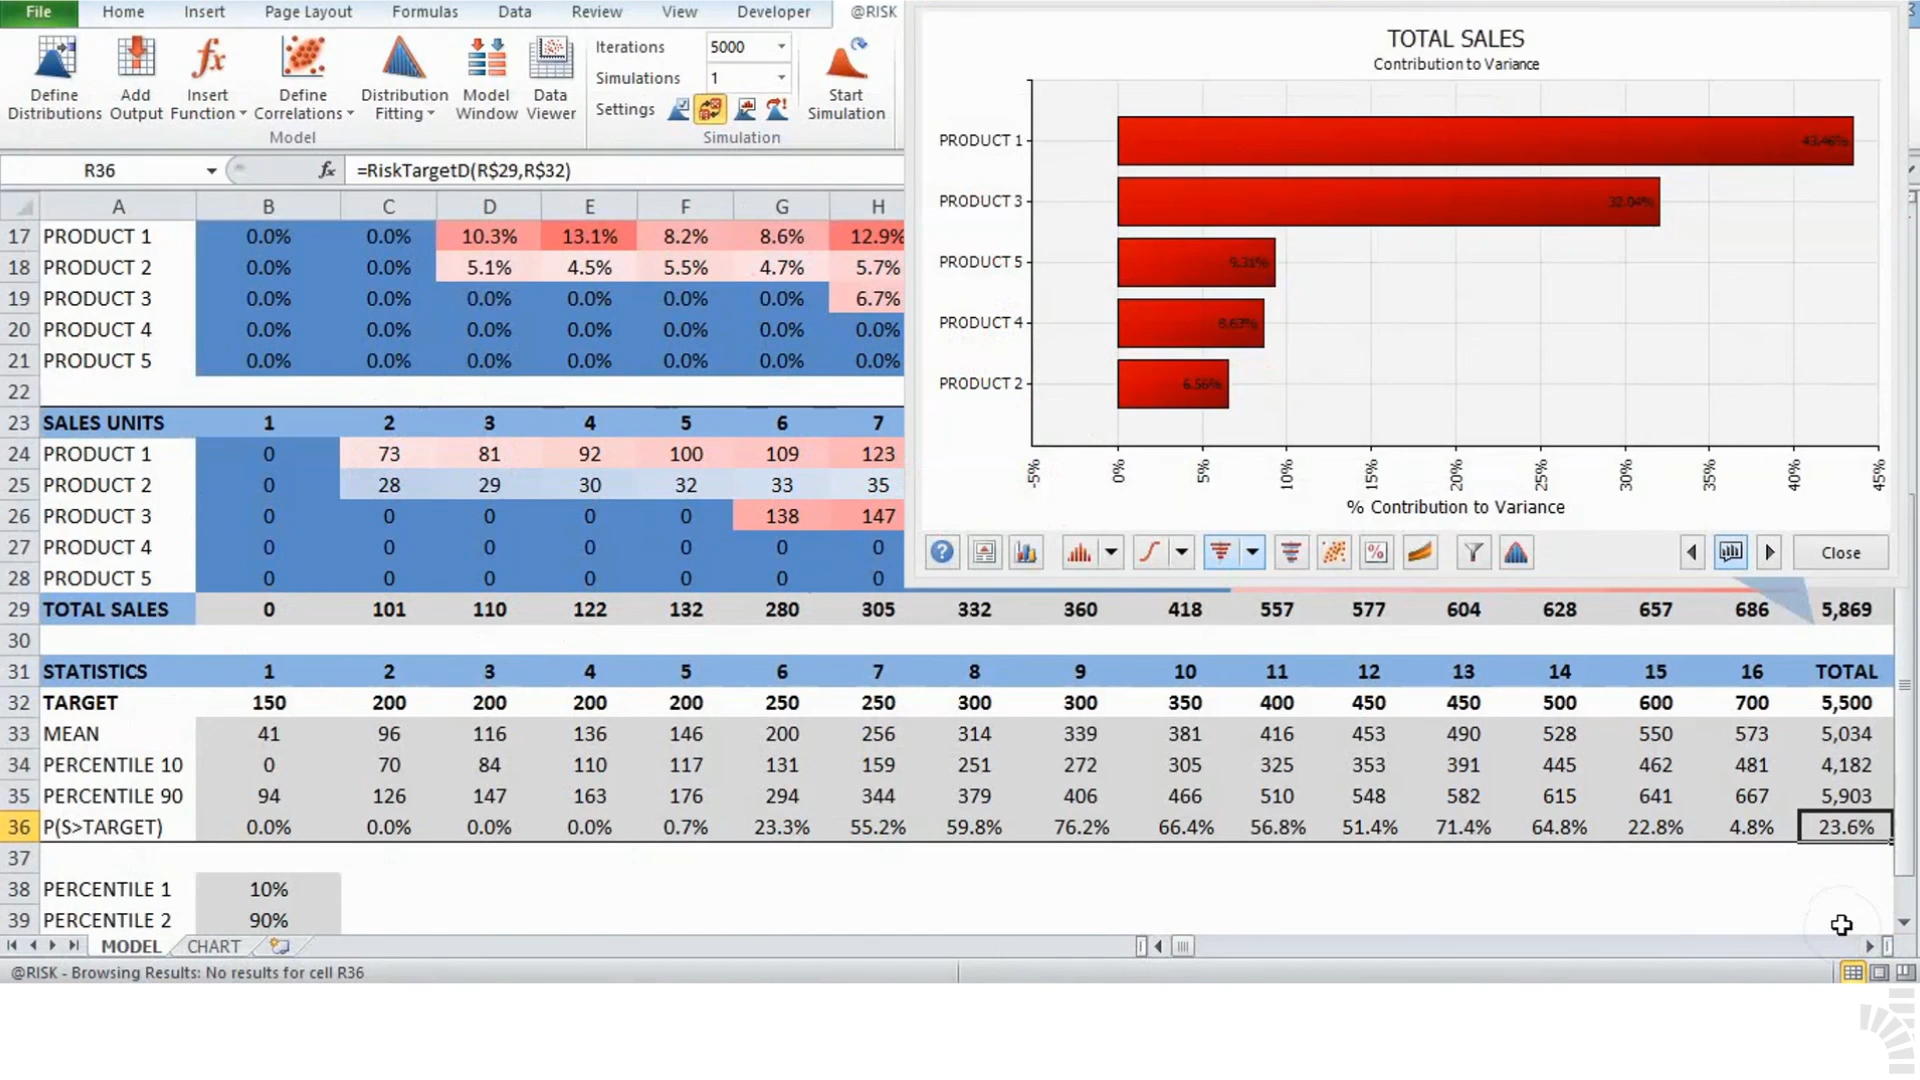 File Home Insert Page Layout Formulas Data Review View Developer @RISK
Define Distributions
Add Output
Insert Function
Define Correlations
Distribution Fitting
Model Window
Data Viewer
Model
Iterations 5000
Simulations 1
Settings
Simulation
Start Simulation
R36 fx =RiskTargetD(R$29,R$32)
A B C D E F G H
17 PRODUCT 1 0.0% 0.0% 10.3% 13.1% 8.2% 8.6% 12.9%
18 PRODUCT 2 0.0% 0.0% 5.1% 4.5% 5.5% 4.7% 5.7%
19 PRODUCT 3 0.0% 0.0% 0.0% 0.0% 0.0% 0.0% 6.7%
20 PRODUCT 4 0.0% 0.0% 0.0% 0.0% 0.0% 0.0% 0.0%
21 PRODUCT 5 0.0% 0.0% 0.0% 0.0% 0.0% 0.0% 0.0%
22
23 SALES UNITS 1 2 3 4 5 6 7
24 PRODUCT 1 0 73 81 92 100 109 123
25 PRODUCT 2 0 28 29 30 32 33 35
26 PRODUCT 3 0 0 0 0 0 138 147
27 PRODUCT 4 0 0 0 0 0 0 0
28 PRODUCT 5 0 0 0 0 0 0 0
29 TOTAL SALES 0 101 110 122 132 280 305 332 360 418 557 577 604 628 657 686 5,869
30
31 STATISTICS 1 2 3 4 5 6 7 8 9 10 11 12 13 14 15 16 TOTAL
32 TARGET 150 200 200 200 200 250 250 300 300 350 400 450 450 500 600 700 5,500
33 MEAN 41 96 116 136 146 200 256 314 339 381 416 453 490 528 550 573 5,034
34 PERCENTILE 10 0 70 84 110 117 131 159 251 272 305 325 353 391 445 462 481 4,182
35 PERCENTILE 90 94 126 147 163 176 294 344 379 406 466 510 548 582 615 641 667 5,903
36 P(S>TARGET) 0.0% 0.0% 0.0% 0.0% 0.7% 23.3% 55.2% 59.8% 76.2% 66.4% 56.8% 51.4% 71.4% 64.8% 22.8% 4.8% 23.6%
37
38 PERCENTILE 1 10%
39 PERCENTILE 2 90%
MODEL CHART
@RISK - Browsing Results: No results for cell R36
TOTAL SALES
Contribution to Variance
PRODUCT 1 43.46%
PRODUCT 3 32.04%
PRODUCT 5 9.31%
PRODUCT 4 8.63%
PRODUCT 2 6.56%
-5% 0% 5% 10% 15% 20% 25% 30% 35% 40% 45%
% Contribution to Variance
Close